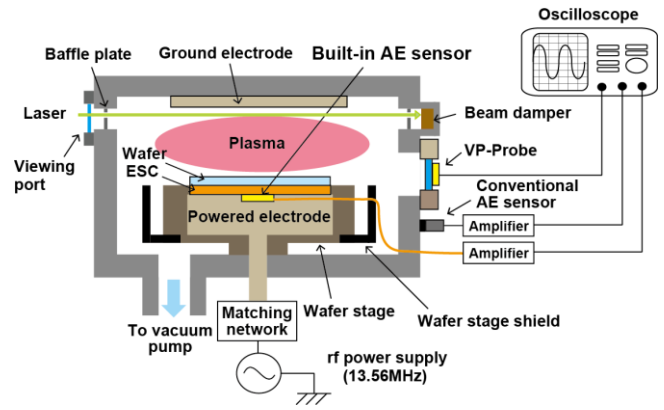 Oscilloscope
Baffle plate
Ground electrode
Built-in AE sensor
Laser
Beam damper
Plasma
Viewing
port
Wafer
ESC
VP-Probe
Conventional
AE sensor
Powered electrode
Amplifier
Amplifier
To vacuum
pump
Matching
network
Wafer stage
Wafer stage shield
rf power supply
(13.56MHz)